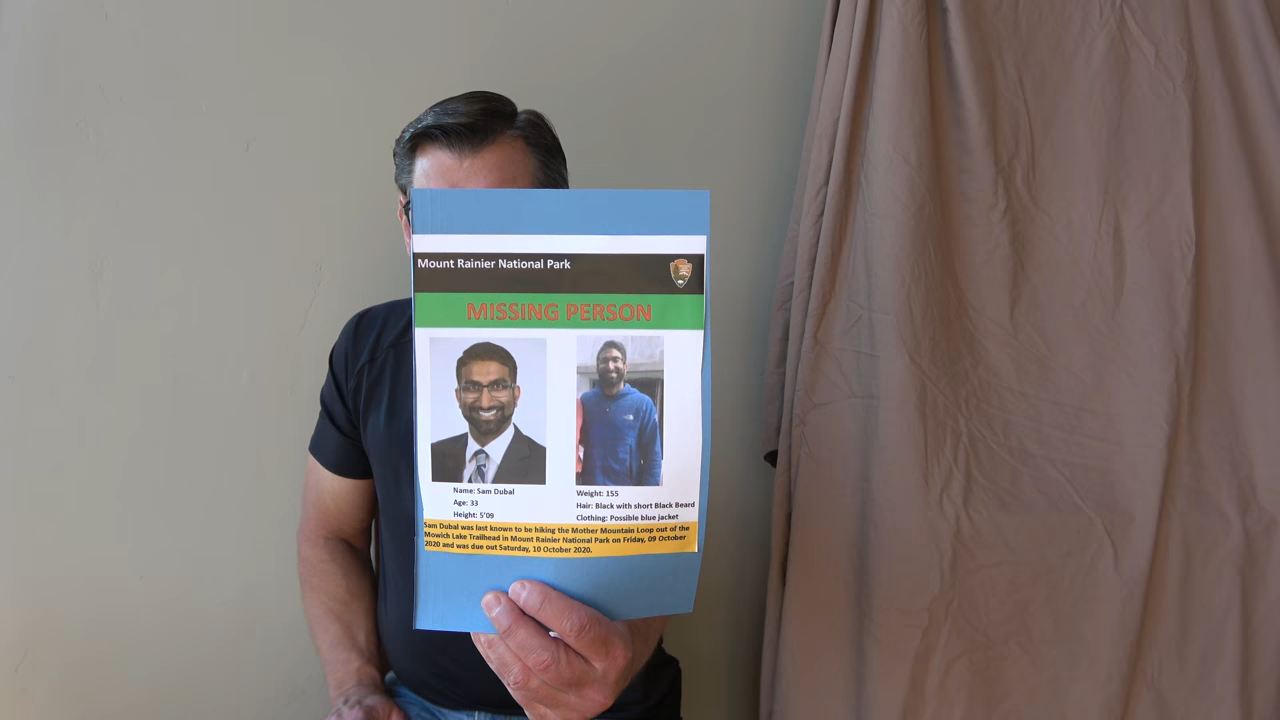 Mount Rainier National Park
MISSING PERSON
Name: Sam Dubal
Age: 33
Height: 5'09
Weight: 155
Hair: Black with short Black Beard
Clothing: Possible blue jacket
Sam Dubal was last known to be hiking the Mother Mountain Loop out of the
Mowich Lake Trailhead in Mount Rainier National Park on Friday, 09 October
2020 and was due out Saturday, 10 October 2020.